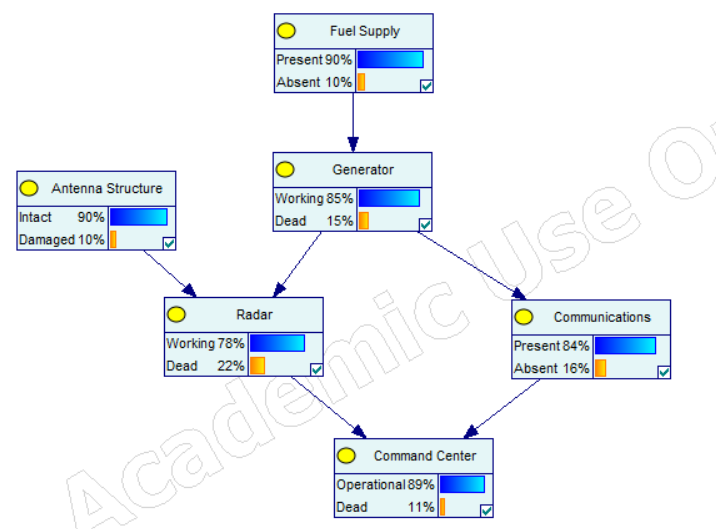 Fuel Supply
Present 90%
Absent 10%
Generator
Working 85%
Dead 15%
Antenna Structure
Intact 90%
Damaged 10%
Radar
Working 78%
Dead 22%
Communications
Present 84%
Absent 16%
Command Center
Operational 89%
Dead 11%
Academic Use O